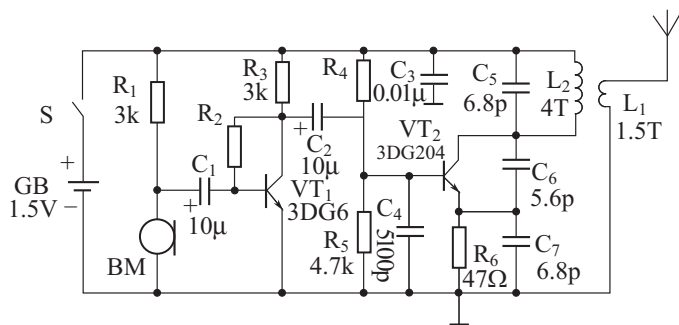 R1
3k
S
+
GB
1.5V
−
BM
R2
C1
+
10μ
R3
3k
VT1
3DG6
+
C2
10μ
R4
C3
0.01μ
R5
4.7k
C4
5100p
VT2
3DG204
R6
47Ω
C5
6.8p
C6
5.6p
C7
6.8p
L2
4T
L1
1.5T